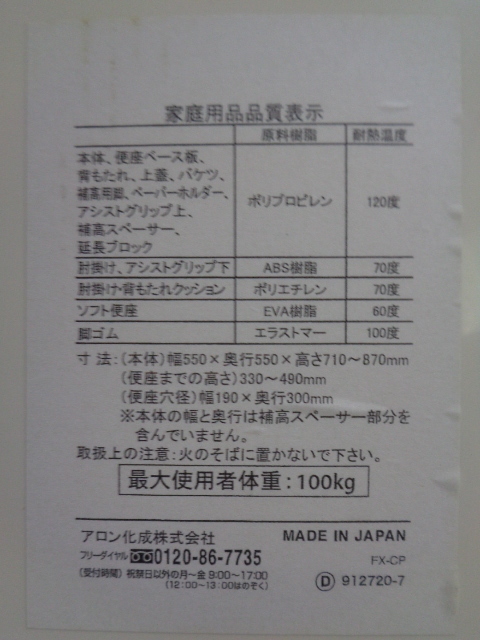 家庭用品品質表示
原料樹脂 耐熱温度
本体、便座ベース板、
背もたれ、上蓋、バケツ、
補高用脚、ペーパーホルダー、
アシストグリップ上、
補高スペーサー、
延長ブロック
ポリプロピレン 120度
肘掛け、アシストグリップ下 ABS樹脂 70度
肘掛け・背もたれクッション ポリエチレン 70度
ソフト便座 EVA樹脂 60度
脚ゴム エラストマー 100度
寸法:(本体)幅550×奥行550×高さ710〜870mm
(便座までの高さ)330〜490mm
(便座穴径)幅190×奥行300mm
※本体の幅と奥行は補高スペーサー部分を
含んでいません。
取扱上の注意:火のそばに置かないで下さい。
最大使用者体重:100kg
アロン化成株式会社 MADE IN JAPAN
フリーダイヤル 0120-86-7735 FX-CP
(受付時間) 祝祭日以外の月〜金 9:00〜17:00
(12:00〜13:00はのぞく) D 912720-7